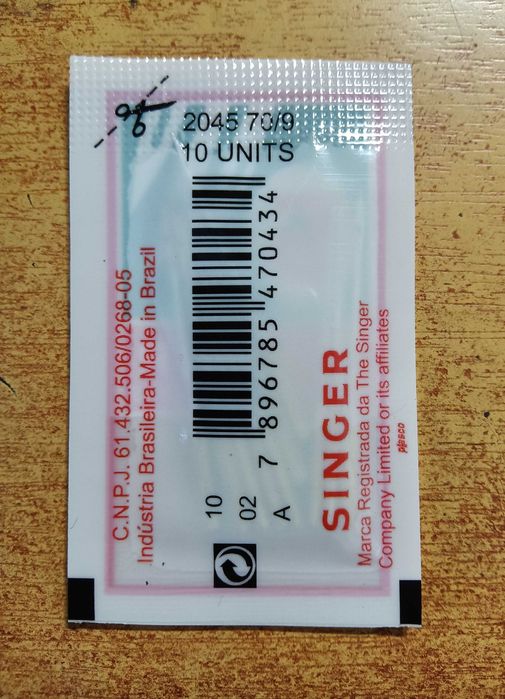 2045 70/9
10 UNITS
C.N.P.J. 61.432.506/0268-05
Indústria Brasileira-Made in Brazil
7 896785 470434
10
02
A
SINGER
Marca Registrada da The Singer
Company Limited or its affiliates
plasco